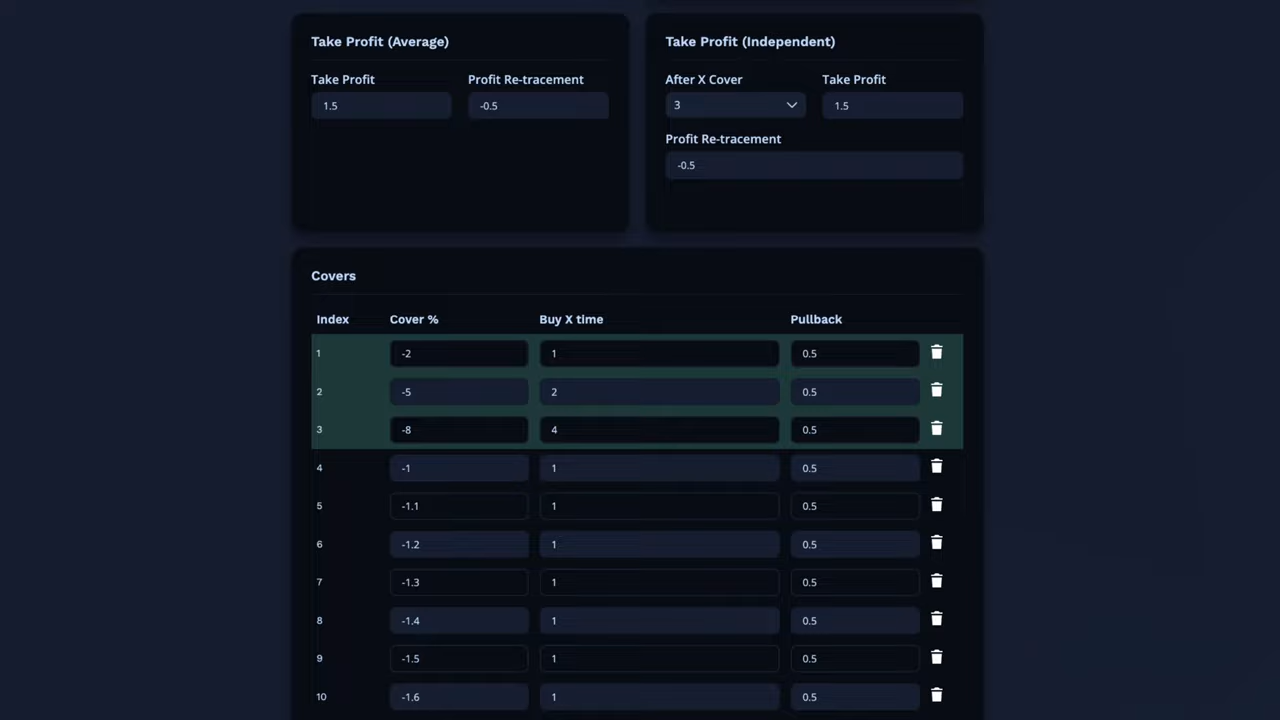 Take Profit (Average)
Take Profit Profit Re-tracement
1.5 -0.5
Take Profit (Independent)
After X Cover Take Profit
3 1.5
Profit Re-tracement
-0.5
Covers
Index Cover % Buy X time Pullback
1 -2 1 0.5
2 -5 2 0.5
3 -8 4 0.5
4 -1 1 0.5
5 -1.1 1 0.5
6 -1.2 1 0.5
7 -1.3 1 0.5
8 -1.4 1 0.5
9 -1.5 1 0.5
10 -1.6 1 0.5